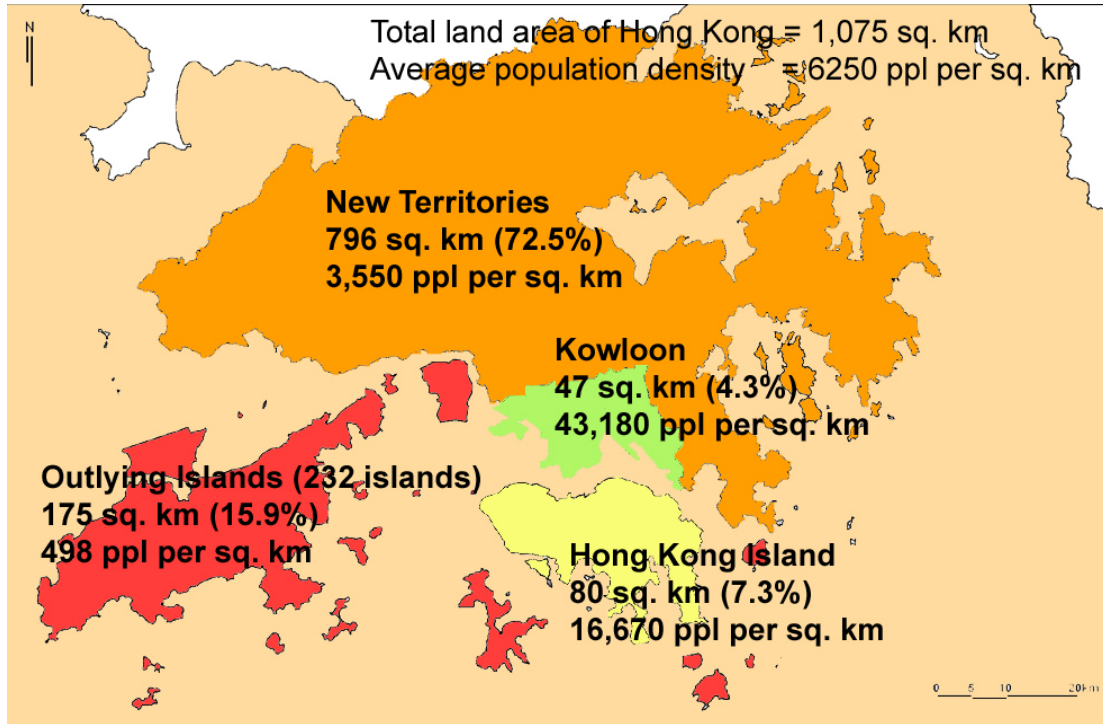 N
Total land area of Hong Kong = 1,075 sq. km
Average population density = 6250 ppl per sq. km
New Territories
796 sq. km (72.5%)
3,550 ppl per sq. km
Kowloon
47 sq. km (4.3%)
43,180 ppl per sq. km
Outlying Islands (232 islands)
175 sq. km (15.9%)
498 ppl per sq. km
Hong Kong Island
80 sq. km (7.3%)
16,670 ppl per sq. km
0 5 10 20km